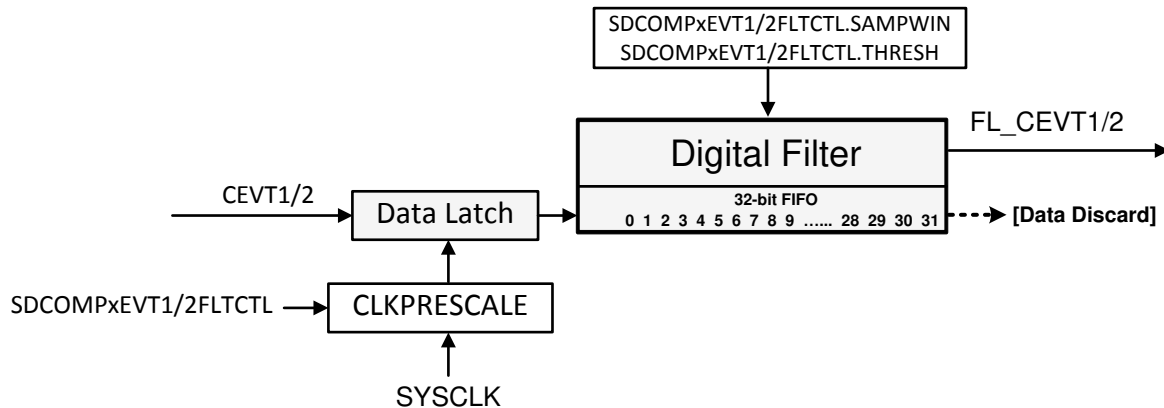 SDCOMPxEVT1/2FLTCTL.SAMPWIN
SDCOMPxEVT1/2FLTCTL.THRESH
FL_CEVT1/2
Digital Filter
CEVT1/2
Data Latch
32-bit FIFO
0 1 2 3 4 5 6 7 8 9 …... 28 29 30 31
[Data Discard]
SDCOMPxEVT1/2FLTCTL
CLKPRESCALE
SYSCLK